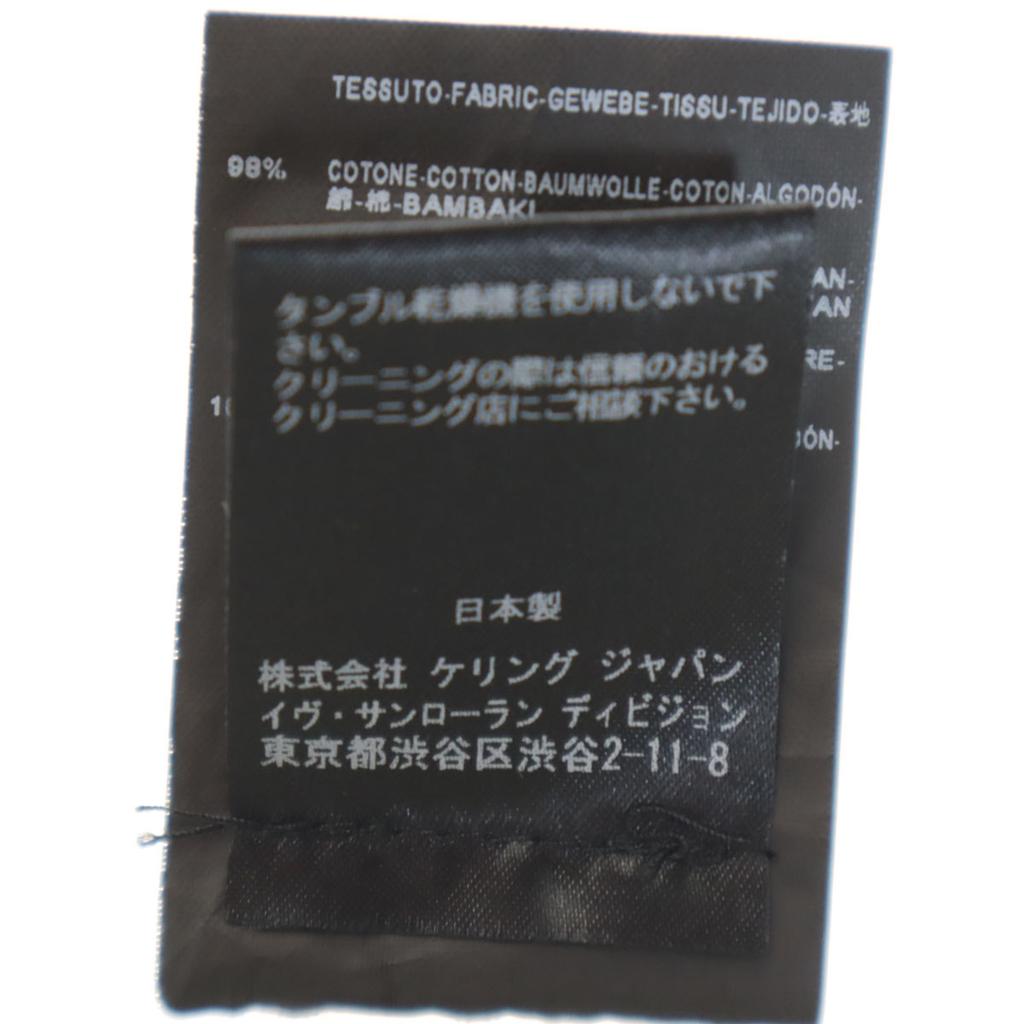 TESSUTO-FABRIC-GEWEBE-TISSU-TEJIDO-表地
98% COTONE-COTTON-BAUMWOLLE-COTON-ALGODÓN-
綿-棉-BAMBAKI
AN-
AN
RE-
ÓN-
タンブル乾燥機を使用しないで下
さい。
クリーニングの際は信頼のおける
クリーニング店にご相談下さい。
日本製
株式会社 ケリング ジャパン
イヴ・サンローラン ディビジョン
東京都渋谷区渋谷2-11-8